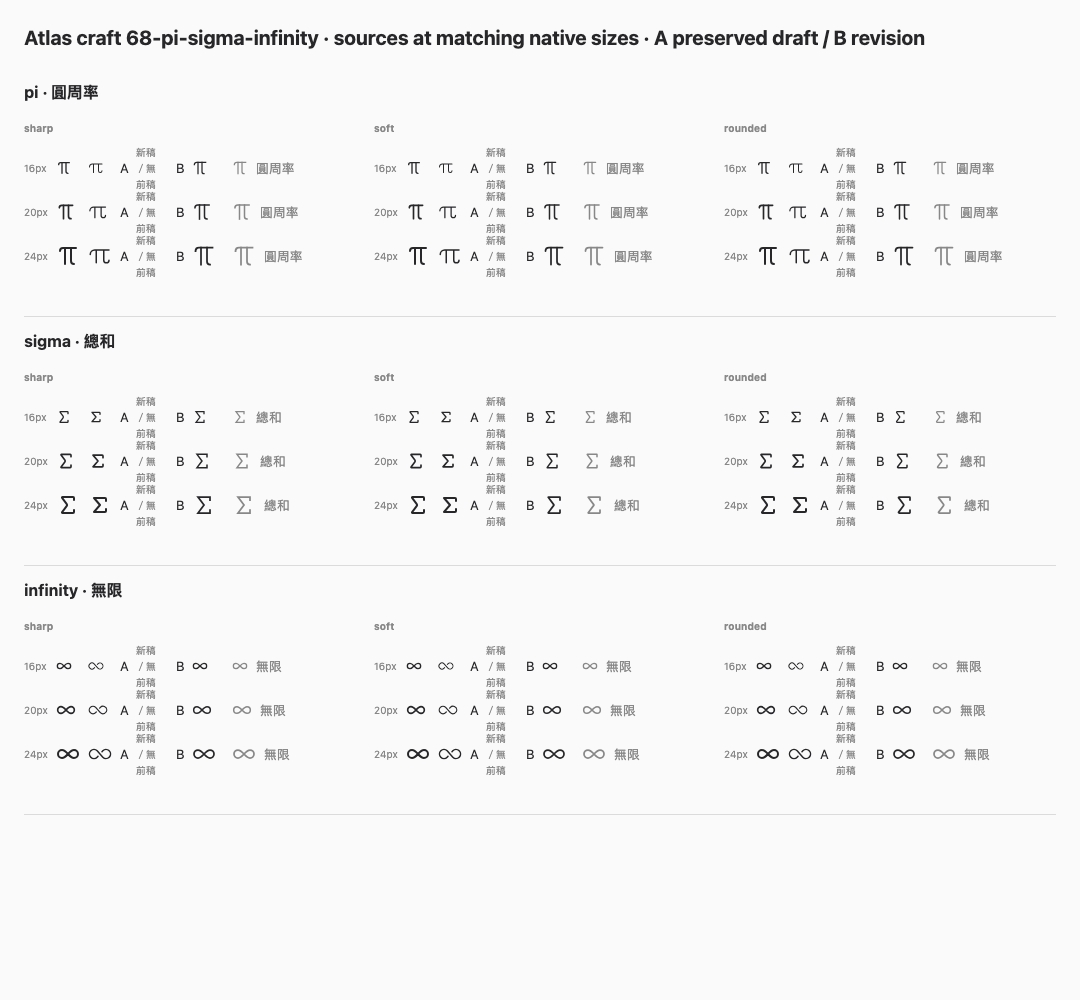 Atlas craft 68-pi-sigma-infinity · sources at matching native sizes · A preserved draft / B revision
pi · 圓周率
sharp soft rounded
16px π π A 新稿 / 無前稿 B π π 圓周率 16px π π A 新稿 / 無前稿 B π π 圓周率 16px π π A 新稿 / 無前稿 B π π 圓周率
20px π π A 新稿 / 無前稿 B π π 圓周率 20px π π A 新稿 / 無前稿 B π π 圓周率 20px π π A 新稿 / 無前稿 B π π 圓周率
24px π π A 新稿 / 無前稿 B π π 圓周率 24px π π A 新稿 / 無前稿 B π π 圓周率 24px π π A 新稿 / 無前稿 B π π 圓周率
sigma · 總和
sharp soft rounded
16px Σ Σ A 新稿 / 無前稿 B Σ Σ 總和 16px Σ Σ A 新稿 / 無前稿 B Σ Σ 總和 16px Σ Σ A 新稿 / 無前稿 B Σ Σ 總和
20px Σ Σ A 新稿 / 無前稿 B Σ Σ 總和 20px Σ Σ A 新稿 / 無前稿 B Σ Σ 總和 20px Σ Σ A 新稿 / 無前稿 B Σ Σ 總和
24px Σ Σ A 新稿 / 無前稿 B Σ Σ 總和 24px Σ Σ A 新稿 / 無前稿 B Σ Σ 總和 24px Σ Σ A 新稿 / 無前稿 B Σ Σ 總和
infinity · 無限
sharp soft rounded
16px ∞ ∞ A 新稿 / 無前稿 B ∞ ∞ 無限 16px ∞ ∞ A 新稿 / 無前稿 B ∞ ∞ 無限 16px ∞ ∞ A 新稿 / 無前稿 B ∞ ∞ 無限
20px ∞ ∞ A 新稿 / 無前稿 B ∞ ∞ 無限 20px ∞ ∞ A 新稿 / 無前稿 B ∞ ∞ 無限 20px ∞ ∞ A 新稿 / 無前稿 B ∞ ∞ 無限
24px ∞ ∞ A 新稿 / 無前稿 B ∞ ∞ 無限 24px ∞ ∞ A 新稿 / 無前稿 B ∞ ∞ 無限 24px ∞ ∞ A 新稿 / 無前稿 B ∞ ∞ 無限